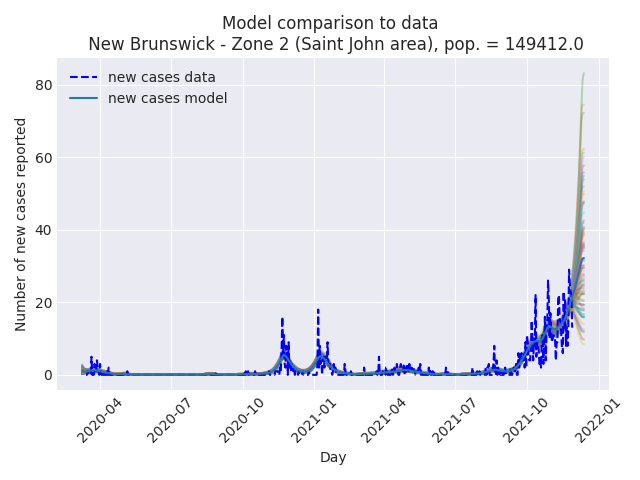 Model comparison to data
New Brunswick - Zone 2 (Saint John area), pop. = 149412.0
new cases data
new cases model
Number of new cases reported
80
60
40
20
0
2020-04
2020-07
2020-10
2021-01
2021-04
2021-07
2021-10
2022-01
Day